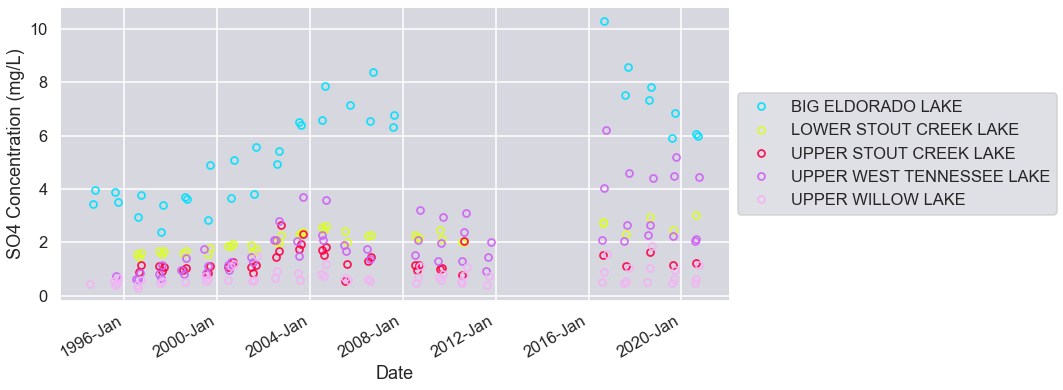 10
8
6
4
2
0
SO4 Concentration (mg/L)
1996-Jan
2000-Jan
2004-Jan
2008-Jan
2012-Jan
2016-Jan
2020-Jan
Date
BIG ELDORADO LAKE
LOWER STOUT CREEK LAKE
UPPER STOUT CREEK LAKE
UPPER WEST TENNESSEE LAKE
UPPER WILLOW LAKE